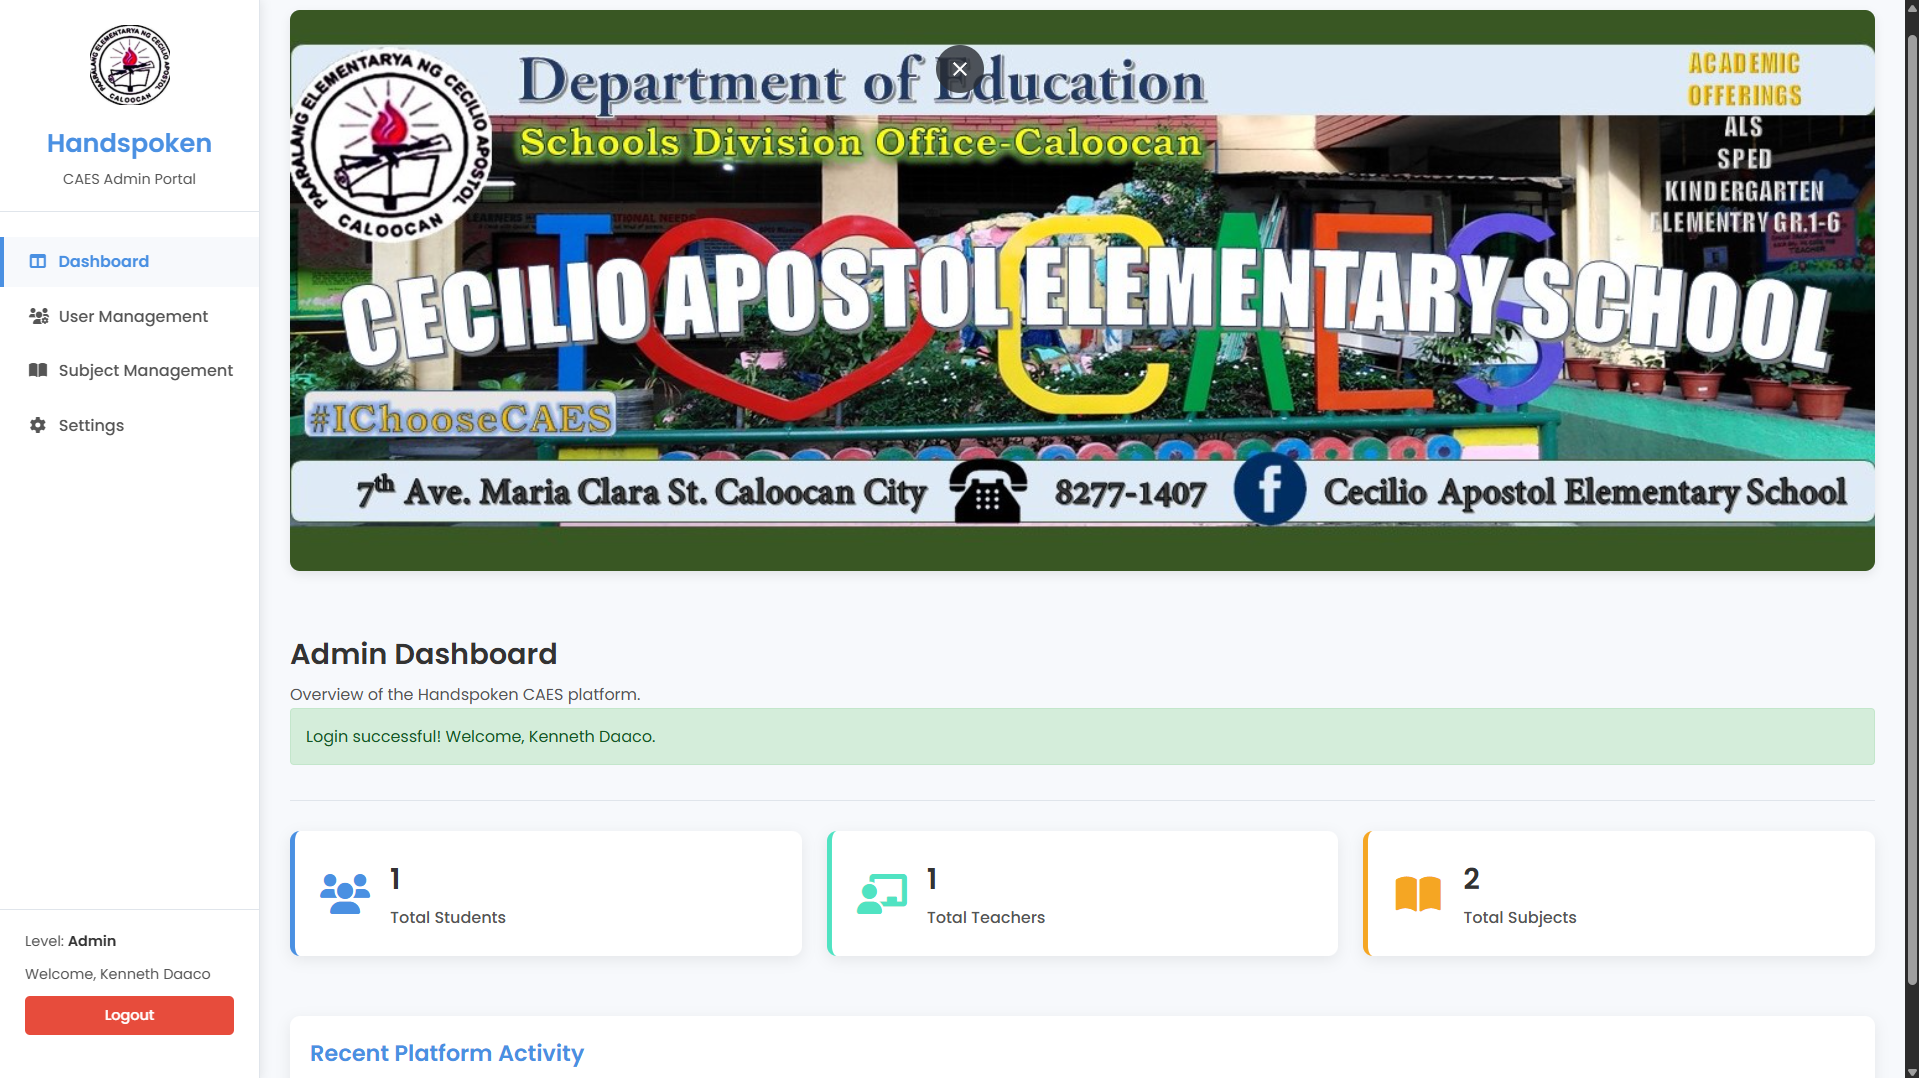 PAARALANG ELEMENTARYA NG CECILIO APOSTOL
CALOOCAN
Handspoken
CAES Admin Portal
Dashboard
User Management
Subject Management
Settings
Level: Admin
Welcome, Kenneth Daaco
Logout
PAARALANG ELEMENTARYA NG CECILIO APOSTOL
CALOOCAN
Department of Education
Schools Division Office-Caloocan
ACADEMIC
OFFERINGS
ALS
SPED
KINDERGARTEN
ELEMENTRY GR.1-6
I CAES
CECILIO APOSTOL ELEMENTARY SCHOOL
#IChooseCAES
7th Ave. Maria Clara St. Caloocan City 8277-1407 f Cecilio Apostol Elementary School
Admin Dashboard
Overview of the Handspoken CAES platform.
Login successful! Welcome, Kenneth Daaco.
1
Total Students
1
Total Teachers
2
Total Subjects
Recent Platform Activity